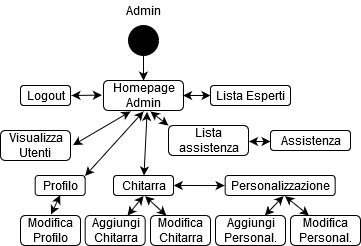 Admin
Homepage
Admin
Logout
Lista Esperti
Visualizza
Utenti
Lista
assistenza
Assistenza
Profilo
Chitarra
Personalizzazione
Modifica
Profilo
Aggiungi
Chitarra
Modifica
Chitarra
Aggiungi
Personal.
Modifica
Personal.